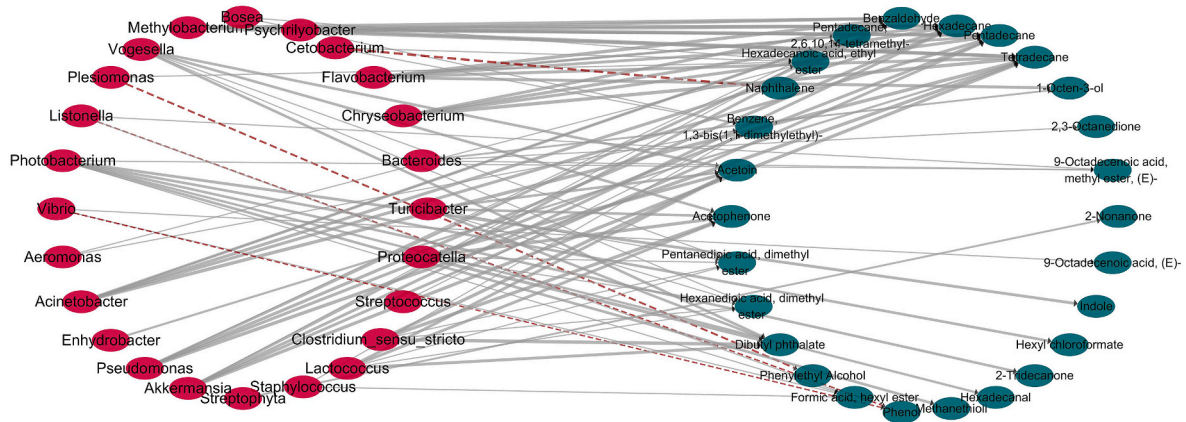 Bosea
Methylobacterium
Psychrilyobacter
Vogesella
Cetobacterium
Plesiomonas
Flavobacterium
Listonella
Chryseobacterium
Photobacterium
Bacteroides
Vibrio
Turicibacter
Aeromonas
Proteocatella
Acinetobacter
Streptococcus
Enhydrobacter
Clostridium_sensu_stricto
Pseudomonas
Lactococcus
Akkermansia
Staphylococcus
Streptophyta
Benzaldehyde
Hexadecane
Pentadecane,
2,6,10,14-tetramethyl-
Pentadecane
Hexadecanoic acid, ethyl
ester
Tetradecane
Naphthalene
1-Octen-3-ol
Benzene,
1,3-bis(1,1-dimethylethyl)-
2,3-Octanedione
Acetoin
9-Octadecenoic acid,
methyl ester, (E)-
Acetophenone
2-Nonanone
Pentanedioic acid, dimethyl
ester
9-Octadecenoic acid, (E)-
Hexanedioic acid, dimethyl
ester
Indole
Dibutyl phthalate
Hexyl chloroformate
Phenylethyl Alcohol
2-Tridecanone
Formic acid, hexyl ester
Hexadecanal
Phenol
Methanethiol